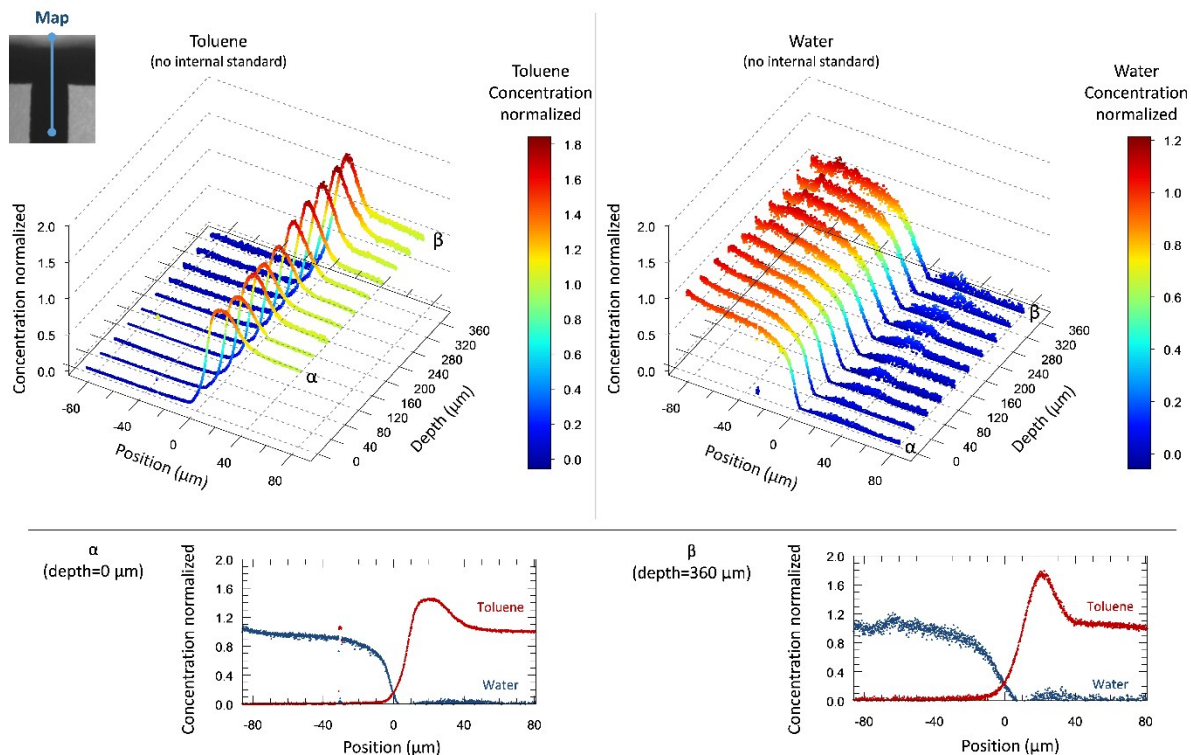 Map
Toluene
(no internal standard)
Toluene
Concentration
normalized
1.8
1.6
1.4
1.2
1.0
0.8
0.6
0.4
0.2
0.0
Concentration normalized
2.0
1.5
1.0
0.5
0.0
-80
-40
0
40
80
Position (µm)
0
40
80
120
160
200
240
280
320
360
Depth (µm)
α
β
Water
(no internal standard)
Water
Concentration
normalized
1.2
1.0
0.8
0.6
0.4
0.2
0.0
Concentration normalized
2.0
1.5
1.0
0.5
0.0
-80
-40
0
40
80
Position (µm)
0
40
80
120
160
200
240
280
320
360
Depth (µm)
α
β
α
(depth=0 µm)
Concentration normalized
2.0
1.6
1.2
0.8
0.4
0.0
Toluene
Water
-80 -40 0 40 80
Position (µm)
β
(depth=360 µm)
Concentration normalized
2.0
1.6
1.2
0.8
0.4
0.0
Toluene
Water
-80 -40 0 40 80
Position (µm)